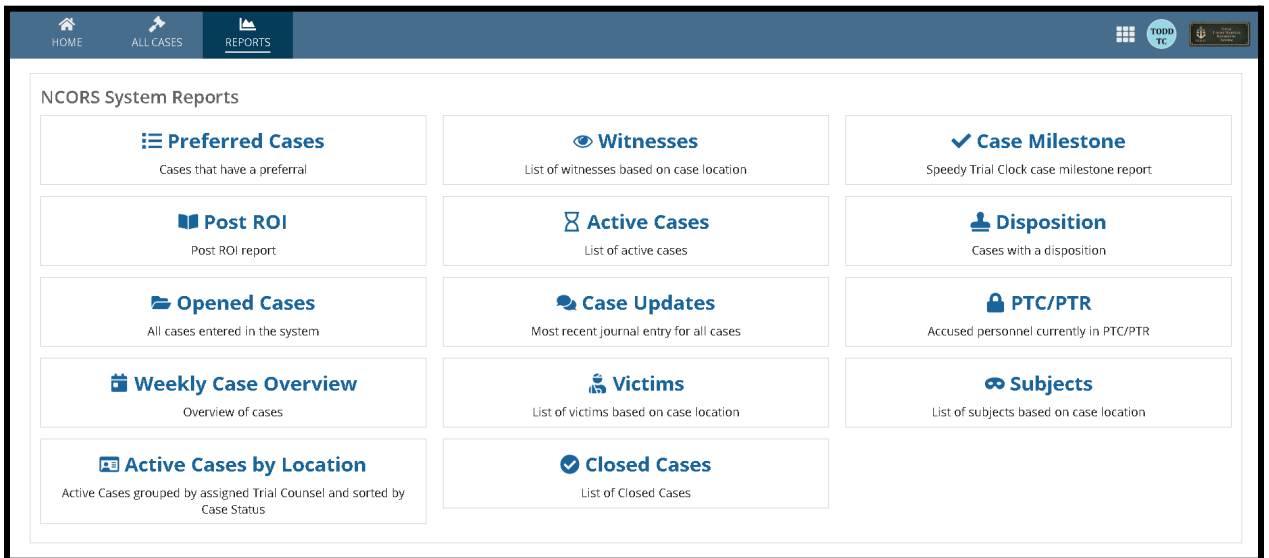 HOME
ALL CASES
REPORTS
TODD
TC
NCORS System Reports
Preferred Cases
Cases that have a preferral
Witnesses
List of witnesses based on case location
Case Milestone
Speedy Trial Clock case milestone report
Post ROI
Post ROI report
Active Cases
List of active cases
Disposition
Cases with a disposition
Opened Cases
All cases entered in the system
Case Updates
Most recent journal entry for all cases
PTC/PTR
Accused personnel currently in PTC/PTR
Weekly Case Overview
Overview of cases
Victims
List of victims based on case location
Subjects
List of subjects based on case location
Active Cases by Location
Active Cases grouped by assigned Trial Counsel and sorted by
Case Status
Closed Cases
List of Closed Cases